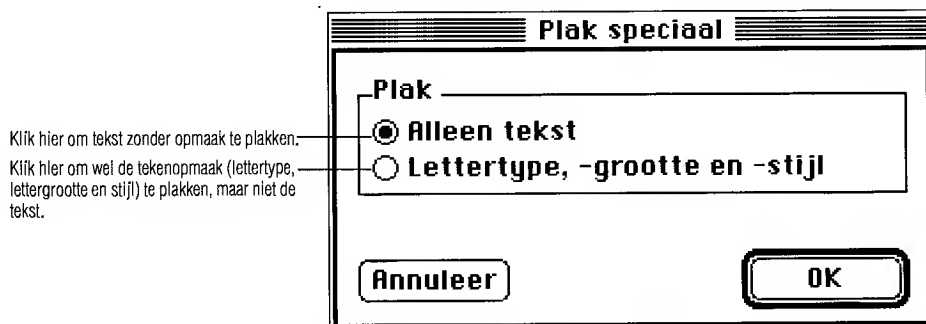 Plak speciaal
Plak
Klik hier om tekst zonder opmaak te plakken.
Alleen tekst
Klik hier om wel de tekenopmaak (lettertype,
lettergrootte en stijl) te plakken, maar niet de
tekst.
Lettertype, -grootte en -stijl
Annuleer
OK